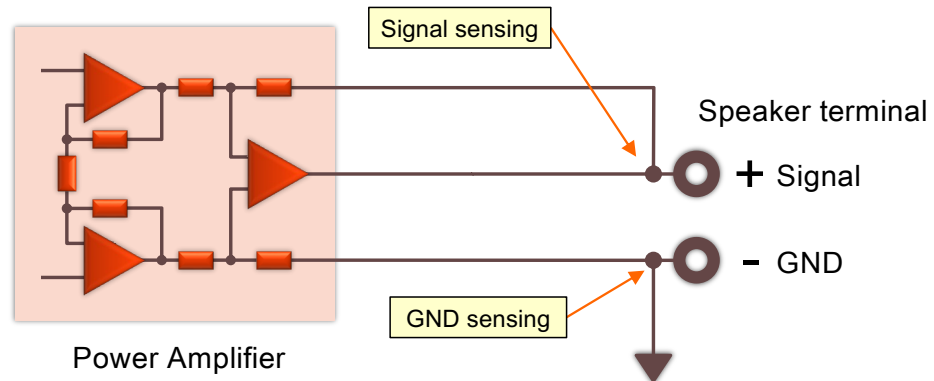 Signal sensing
Speaker terminal
+ Signal
- GND
GND sensing
Power Amplifier